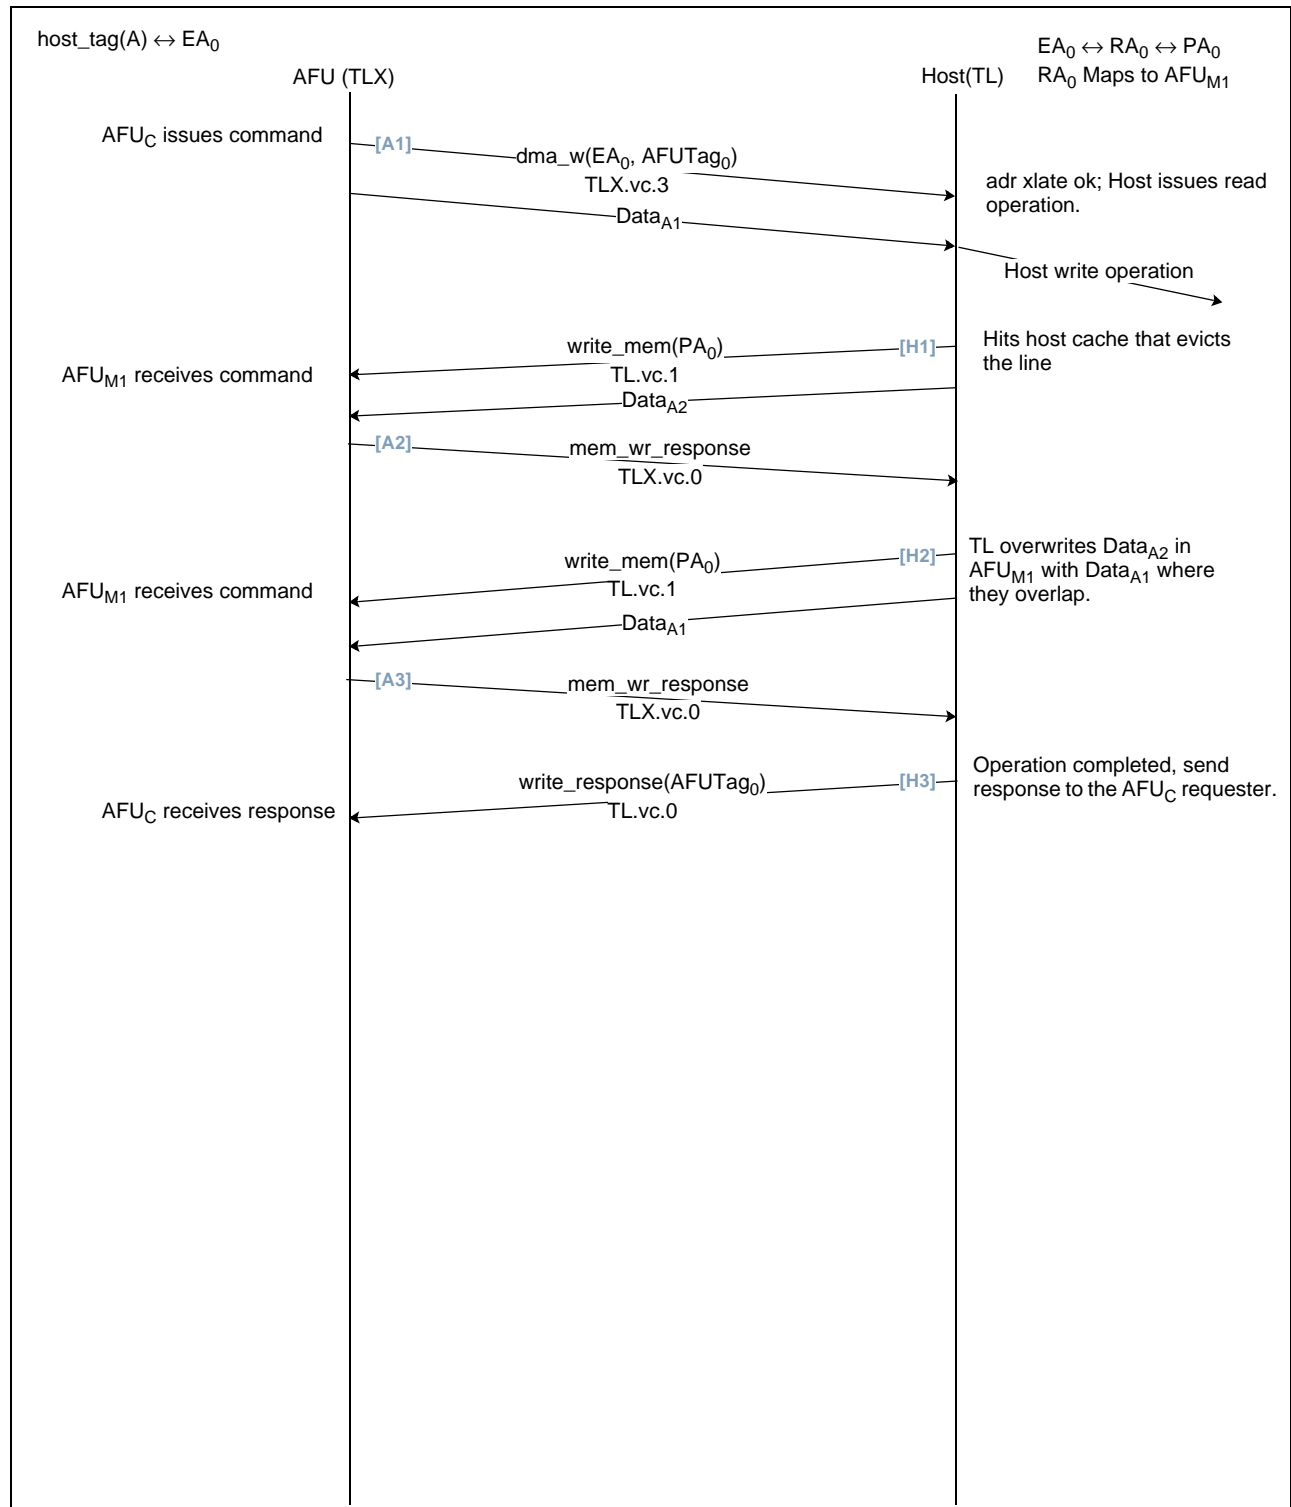 host_tag(A) ↔ EA0
EA0 ↔ RA0 ↔ PA0
RA0 Maps to AFUM1
AFU (TLX)
Host(TL)
AFUC issues command
[A1]
dma_w(EA0, AFUTag0)
TLX.vc.3
adr xlate ok; Host issues read
operation.
DataA1
Host write operation
Hits host cache that evicts
the line
[H1]
write_mem(PA0)
TL.vc.1
AFUM1 receives command
DataA2
[A2]
mem_wr_response
TLX.vc.0
TL overwrites DataA2 in
AFUM1 with DataA1 where
they overlap.
[H2]
write_mem(PA0)
TL.vc.1
AFUM1 receives command
DataA1
[A3]
mem_wr_response
TLX.vc.0
Operation completed, send
response to the AFUC requester.
[H3]
write_response(AFUTag0)
TL.vc.0
AFUC receives response